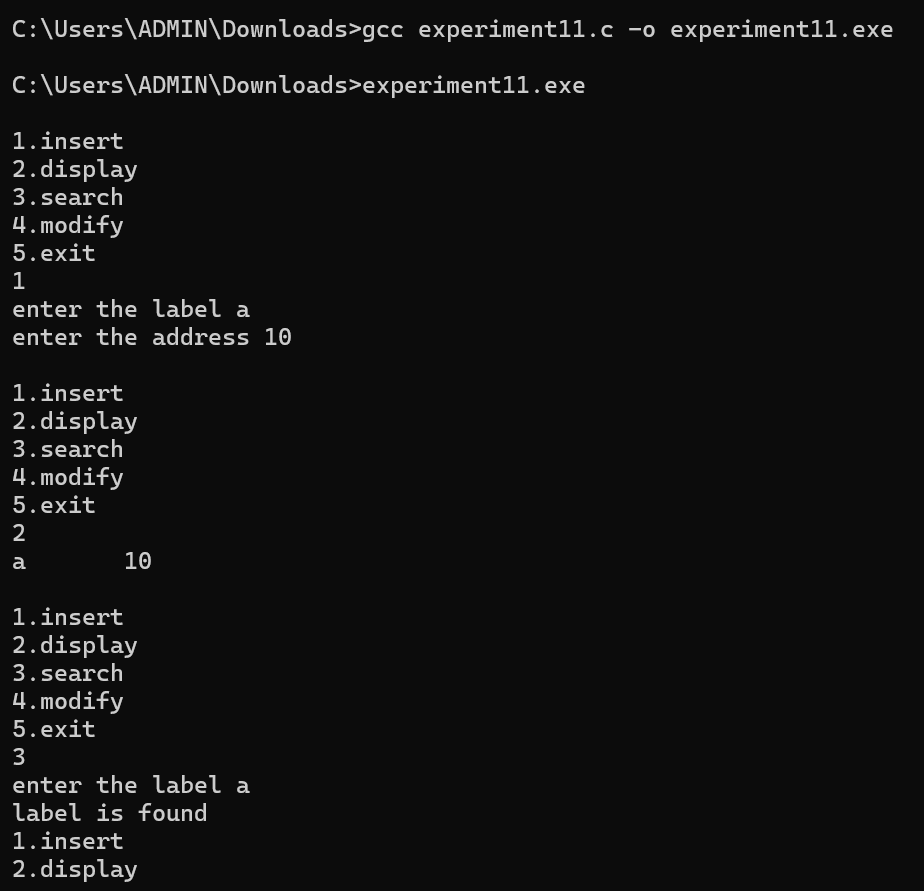 C:\Users\ADMIN\Downloads>gcc experiment11.c -o experiment11.exe
C:\Users\ADMIN\Downloads>experiment11.exe
1.insert
2.display
3.search
4.modify
5.exit
1
enter the label a
enter the address 10
1.insert
2.display
3.search
4.modify
5.exit
2
a       10
1.insert
2.display
3.search
4.modify
5.exit
3
enter the label a
label is found
1.insert
2.display